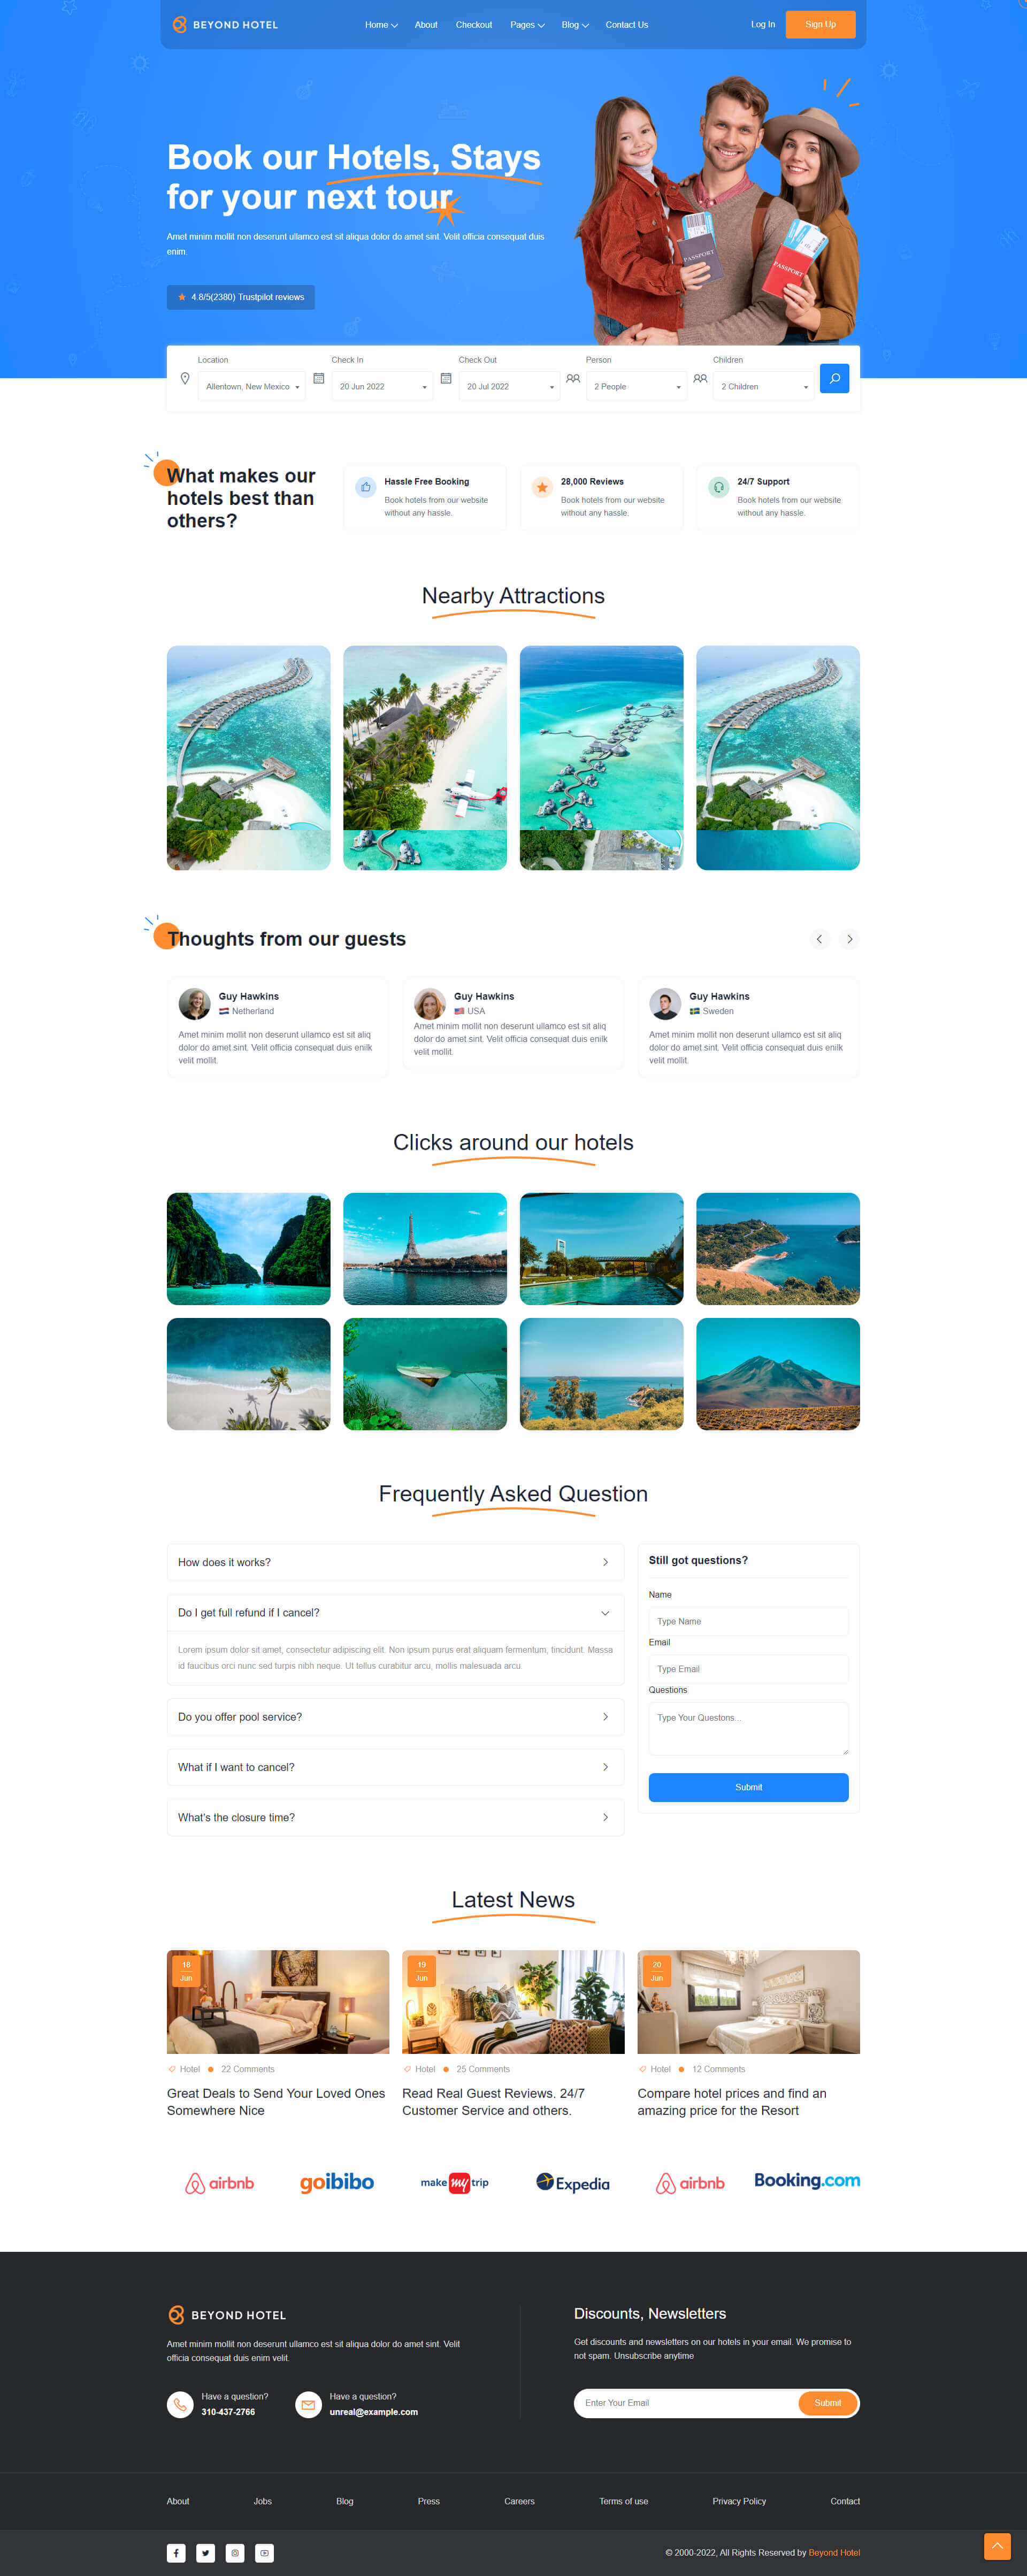 BEYOND HOTEL
Home
About
Checkout
Pages
Blog
Contact Us
Log In
Sign Up
Book our Hotels, Stays
for your next tour
Amet minim mollit non deserunt ullamco est sit aliqua dolor do amet sint. Velit officia consequat duis
enim.
4.8/5(2380) Trustpilot reviews
PASSPORT
PASSPORT
Location
Allentown, New Mexico
Check In
20 Jun 2022
Check Out
20 Jul 2022
Person
2 People
Children
2 Children
What makes our
hotels best than
others?
Hassle Free Booking
Book hotels from our website
without any hassle.
28,000 Reviews
Book hotels from our website
without any hassle.
24/7 Support
Book hotels from our website
without any hassle.
Nearby Attractions
Thoughts from our guests
Guy Hawkins
Netherland
Amet minim mollit non deserunt ullamco est sit aliq
dolor do amet sint. Velit officia consequat duis enilk
velit mollit.
Guy Hawkins
USA
Amet minim mollit non deserunt ullamco est sit aliq
dolor do amet sint. Velit officia consequat duis enilk
velit mollit.
Guy Hawkins
Sweden
Amet minim mollit non deserunt ullamco est sit aliq
dolor do amet sint. Velit officia consequat duis enilk
velit mollit.
Clicks around our hotels
Frequently Asked Question
How does it works?
Do I get full refund if I cancel?
Lorem ipsum dolor sit amet, consectetur adipiscing elit. Non ipsum purus erat aliquam fermentum, tincidunt. Massa
id faucibus orci nunc sed turpis nibh neque. Ut tellus curabitur arcu, mollis malesuada arcu.
Do you offer pool service?
What if I want to cancel?
What's the closure time?
Still got questions?
Name
Type Name
Email
Type Email
Questions
Type Your Questons...
Submit
Latest News
18
Jun
Hotel
22 Comments
Great Deals to Send Your Loved Ones
Somewhere Nice
19
Jun
Hotel
25 Comments
Read Real Guest Reviews. 24/7
Customer Service and others.
20
Jun
Hotel
12 Comments
Compare hotel prices and find an
amazing price for the Resort
airbnb
goibibo
make my trip
Expedia
airbnb
Booking.com
BEYOND HOTEL
Amet minim mollit non deserunt ullamco est sit aliqua dolor do amet sint. Velit
officia consequat duis enim velit.
Have a question?
310-437-2766
Have a question?
unreal@example.com
Discounts, Newsletters
Get discounts and newsletters on our hotels in your email. We promise to
not spam. Unsubscribe anytime
Enter Your Email
Submit
About
Jobs
Blog
Press
Careers
Terms of use
Privacy Policy
Contact
© 2000-2022, All Rights Reserved by Beyond Hotel